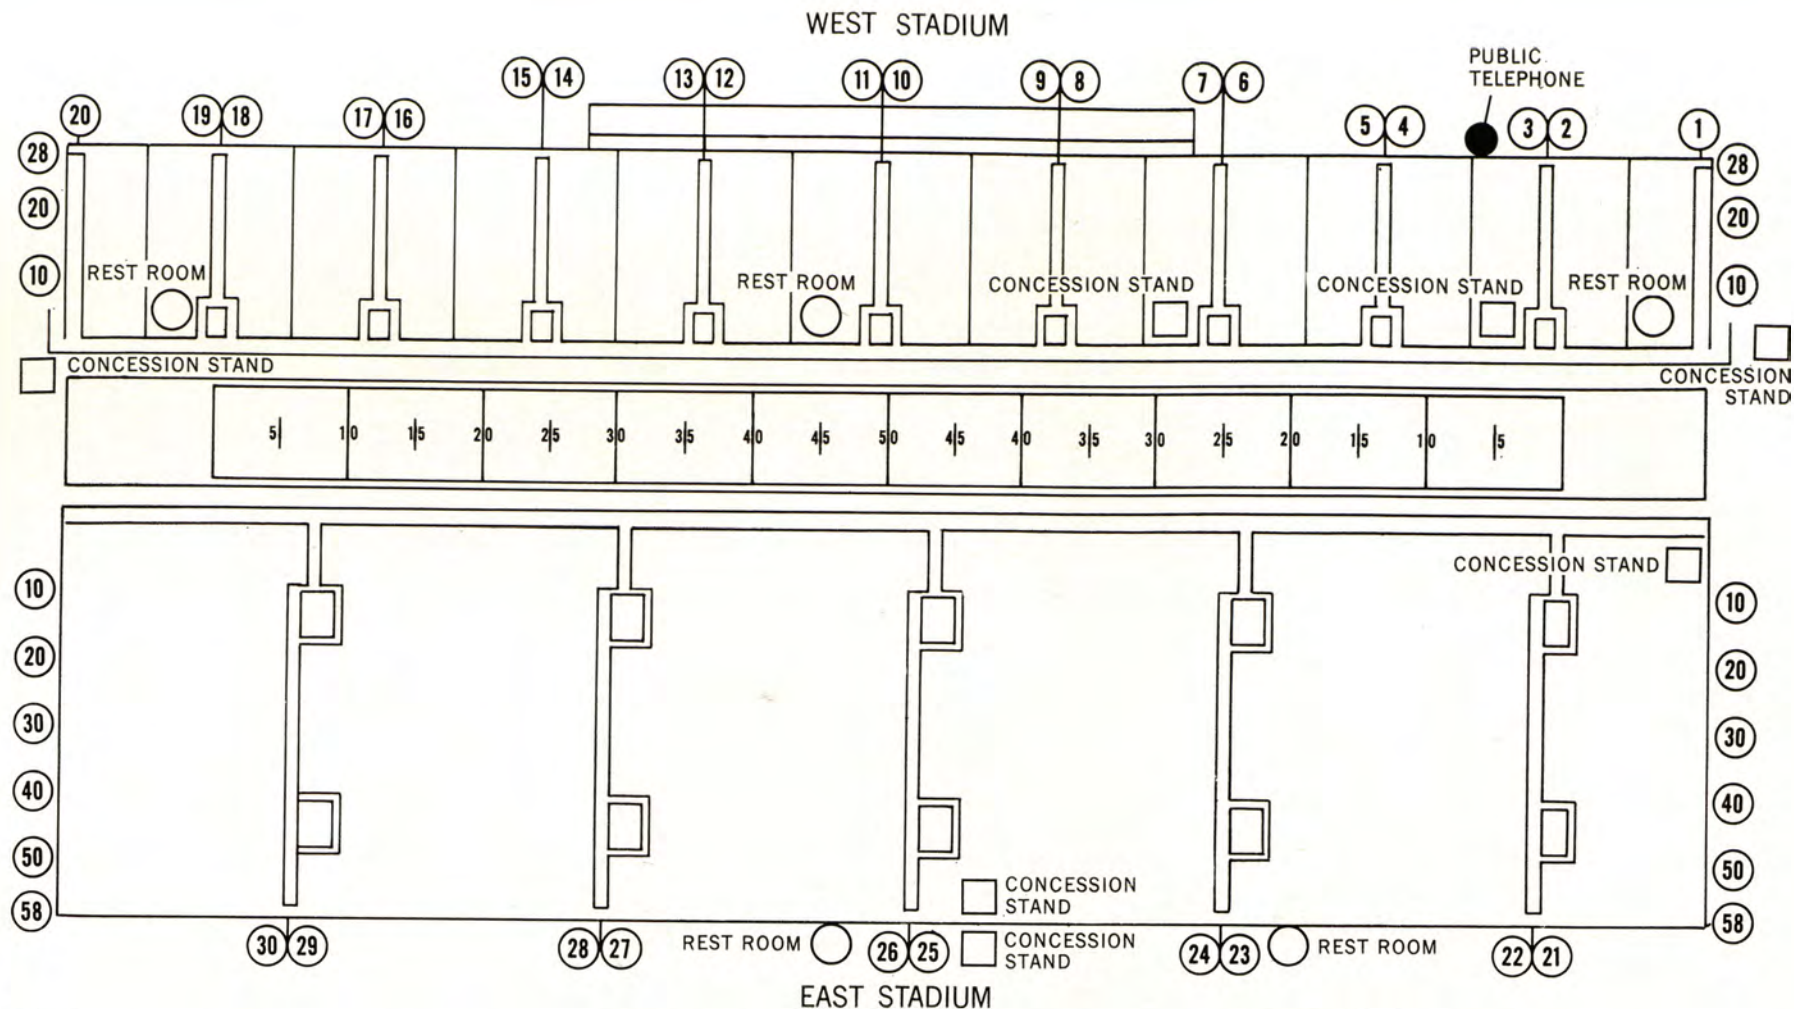 WEST STADIUM
PUBLIC
TELEPHONE
20 19 18 17 16 15 14 13 12 11 10 9 8 7 6 5 4 3 2 1
28 28
20 20
10 10
REST ROOM REST ROOM CONCESSION STAND CONCESSION STAND REST ROOM
CONCESSION STAND
CONCESSION
STAND
5 10 15 20 25 30 35 40 45 50 45 40 35 30 25 20 15 10 5
CONCESSION STAND
10 10
20 20
30 30
40 40
50 50
58 58
CONCESSION
STAND
30 29 28 27 REST ROOM 26 25 CONCESSION
STAND
24 23 REST ROOM 22 21
EAST STADIUM